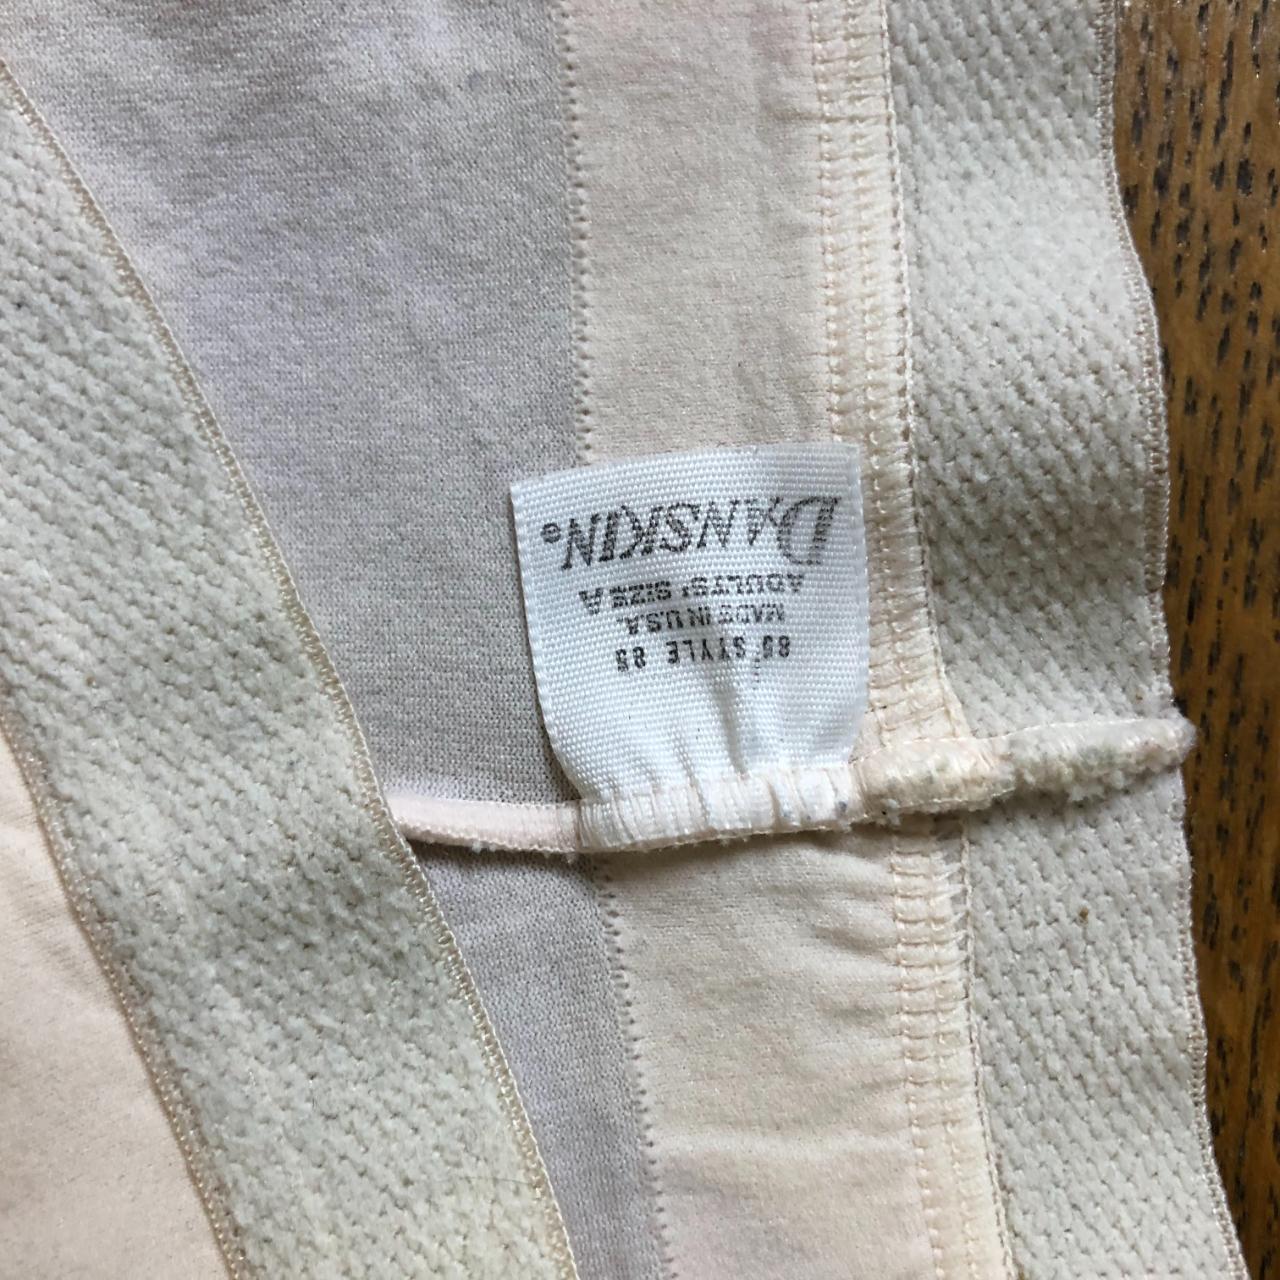 DANSKIN®
ADULTS' SIZE A
MADE IN U.S.A.
85 STYLE 85